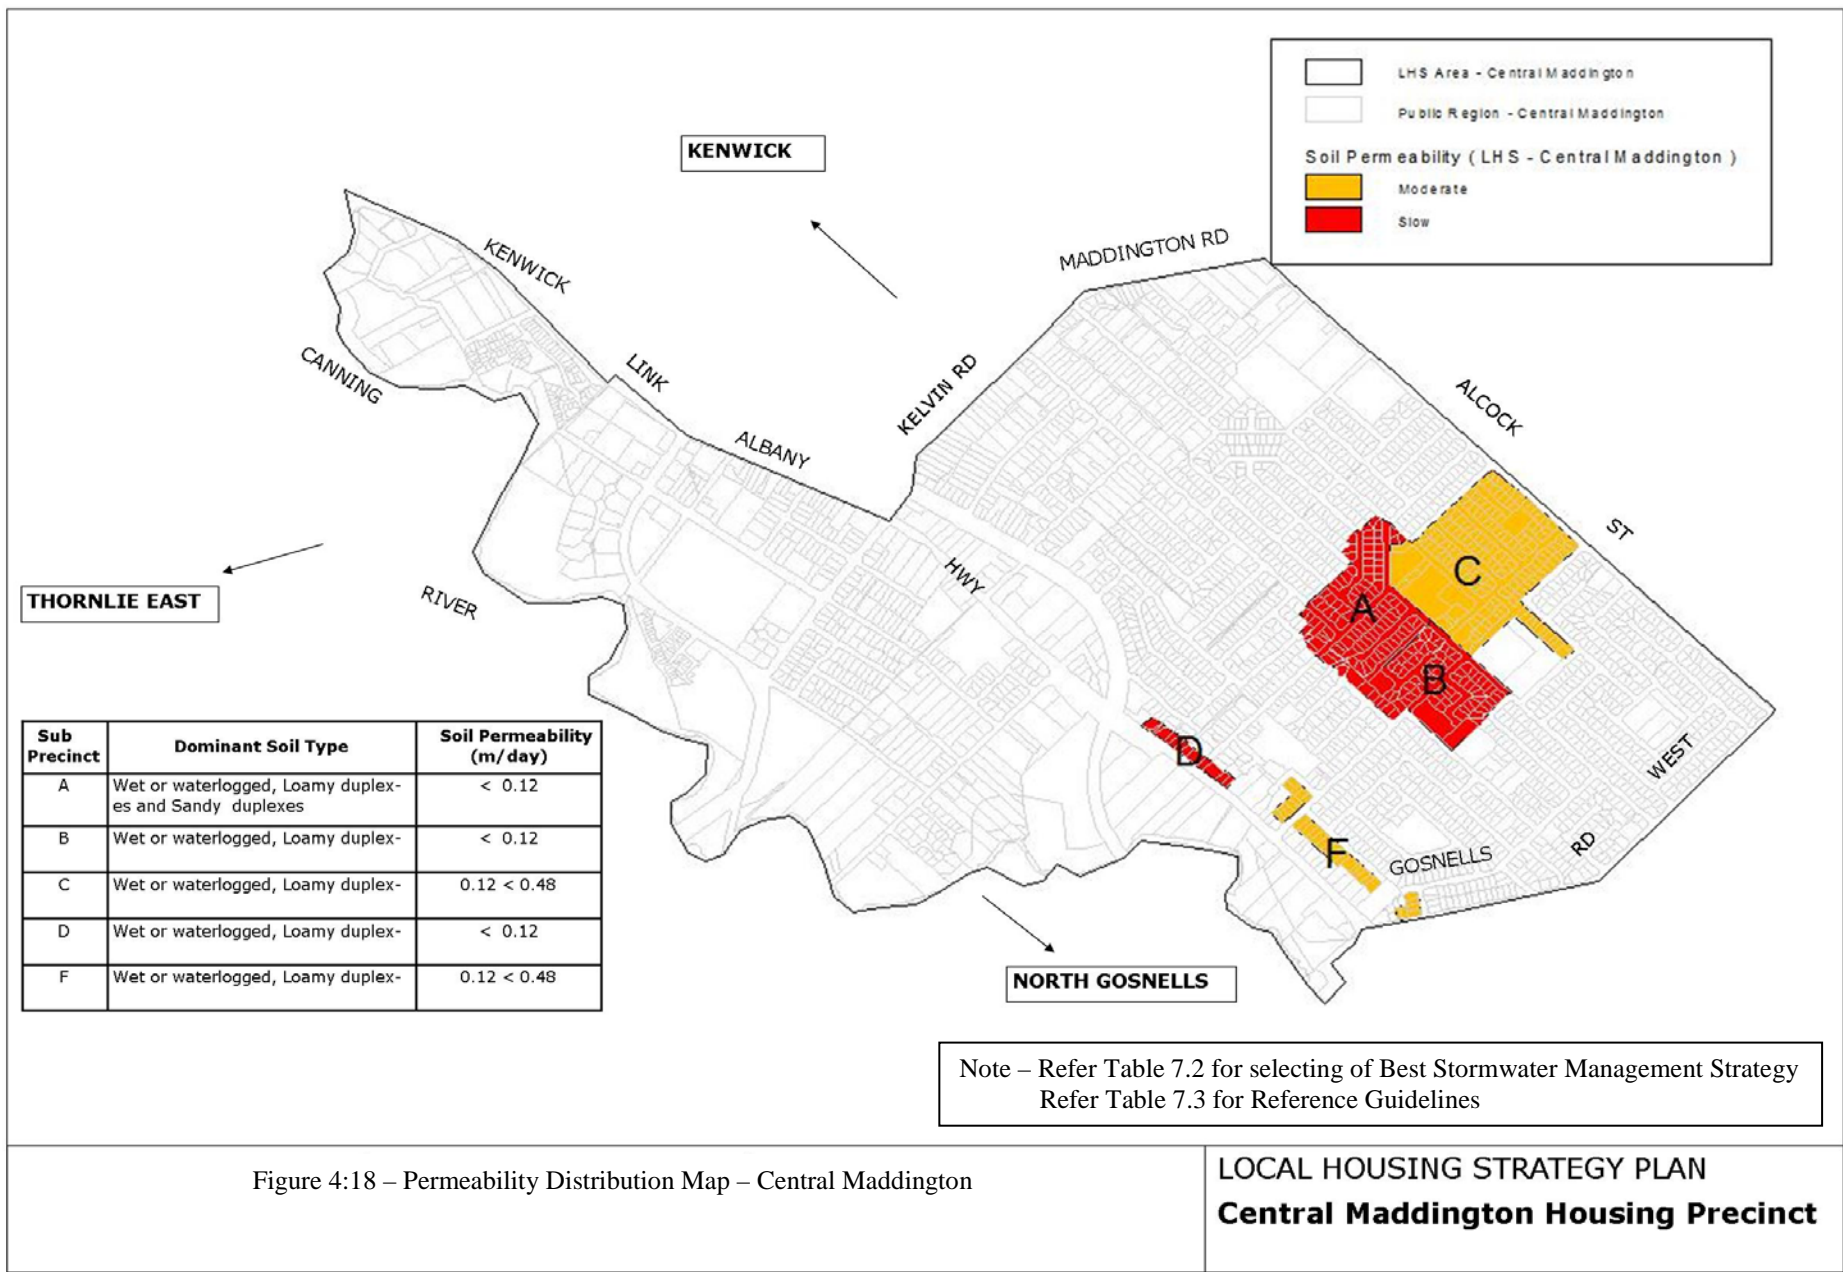 LHS Area - Central Maddington
Public Region - Central Maddington
Soil Permeability ( LHS - Central Maddington )
Moderate
Slow
KENWICK
MADDINGTON RD
KENWICK
LINK
ALBANY
HWY
KELVIN RD
CANNING
RIVER
ALCOCK
ST
THORNLIE EAST
A
B
C
D
F
GOSNELLS
RD
WEST
NORTH GOSNELLS
Sub Precinct
Dominant Soil Type
Soil Permeability (m/day)
A
Wet or waterlogged, Loamy duplex-
es and Sandy duplexes
< 0.12
B
Wet or waterlogged, Loamy duplex-
< 0.12
C
Wet or waterlogged, Loamy duplex-
0.12 < 0.48
D
Wet or waterlogged, Loamy duplex-
< 0.12
F
Wet or waterlogged, Loamy duplex-
0.12 < 0.48
Note – Refer Table 7.2 for selecting of Best Stormwater Management Strategy
Refer Table 7.3 for Reference Guidelines
Figure 4:18 – Permeability Distribution Map – Central Maddington
LOCAL HOUSING STRATEGY PLAN
Central Maddington Housing Precinct